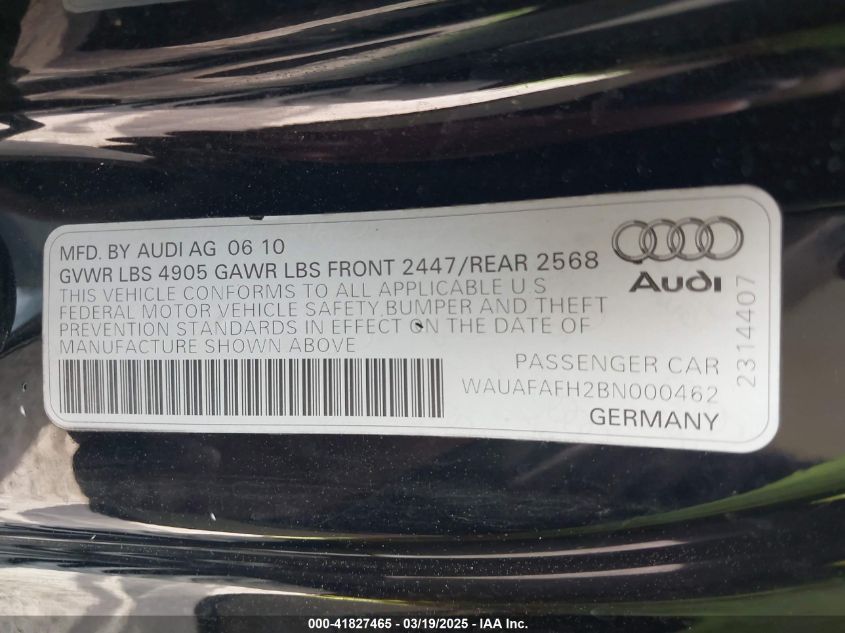 MFD. BY AUDI AG 06 10
GVWR LBS 4905 GAWR LBS FRONT 2447/REAR 2568
THIS VEHICLE CONFORMS TO ALL APPLICABLE U S
FEDERAL MOTOR VEHICLE SAFETY,BUMPER AND THEFT
PREVENTION STANDARDS IN EFFECT ON THE DATE OF
MANUFACTURE SHOWN ABOVE
Audi
2314407
PASSENGER CAR
WAUAFAFH2BN000462
GERMANY
000-41827465 - 03/19/2025 - IAAI Inc.